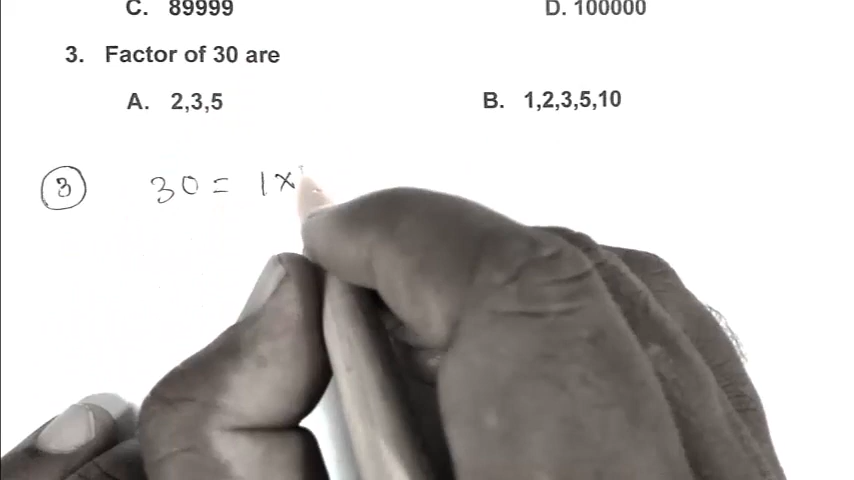 C. 89999 D. 100000
3. Factor of 30 are
A. 2,3,5 B. 1,2,3,5,10
3 30 = 1 ×